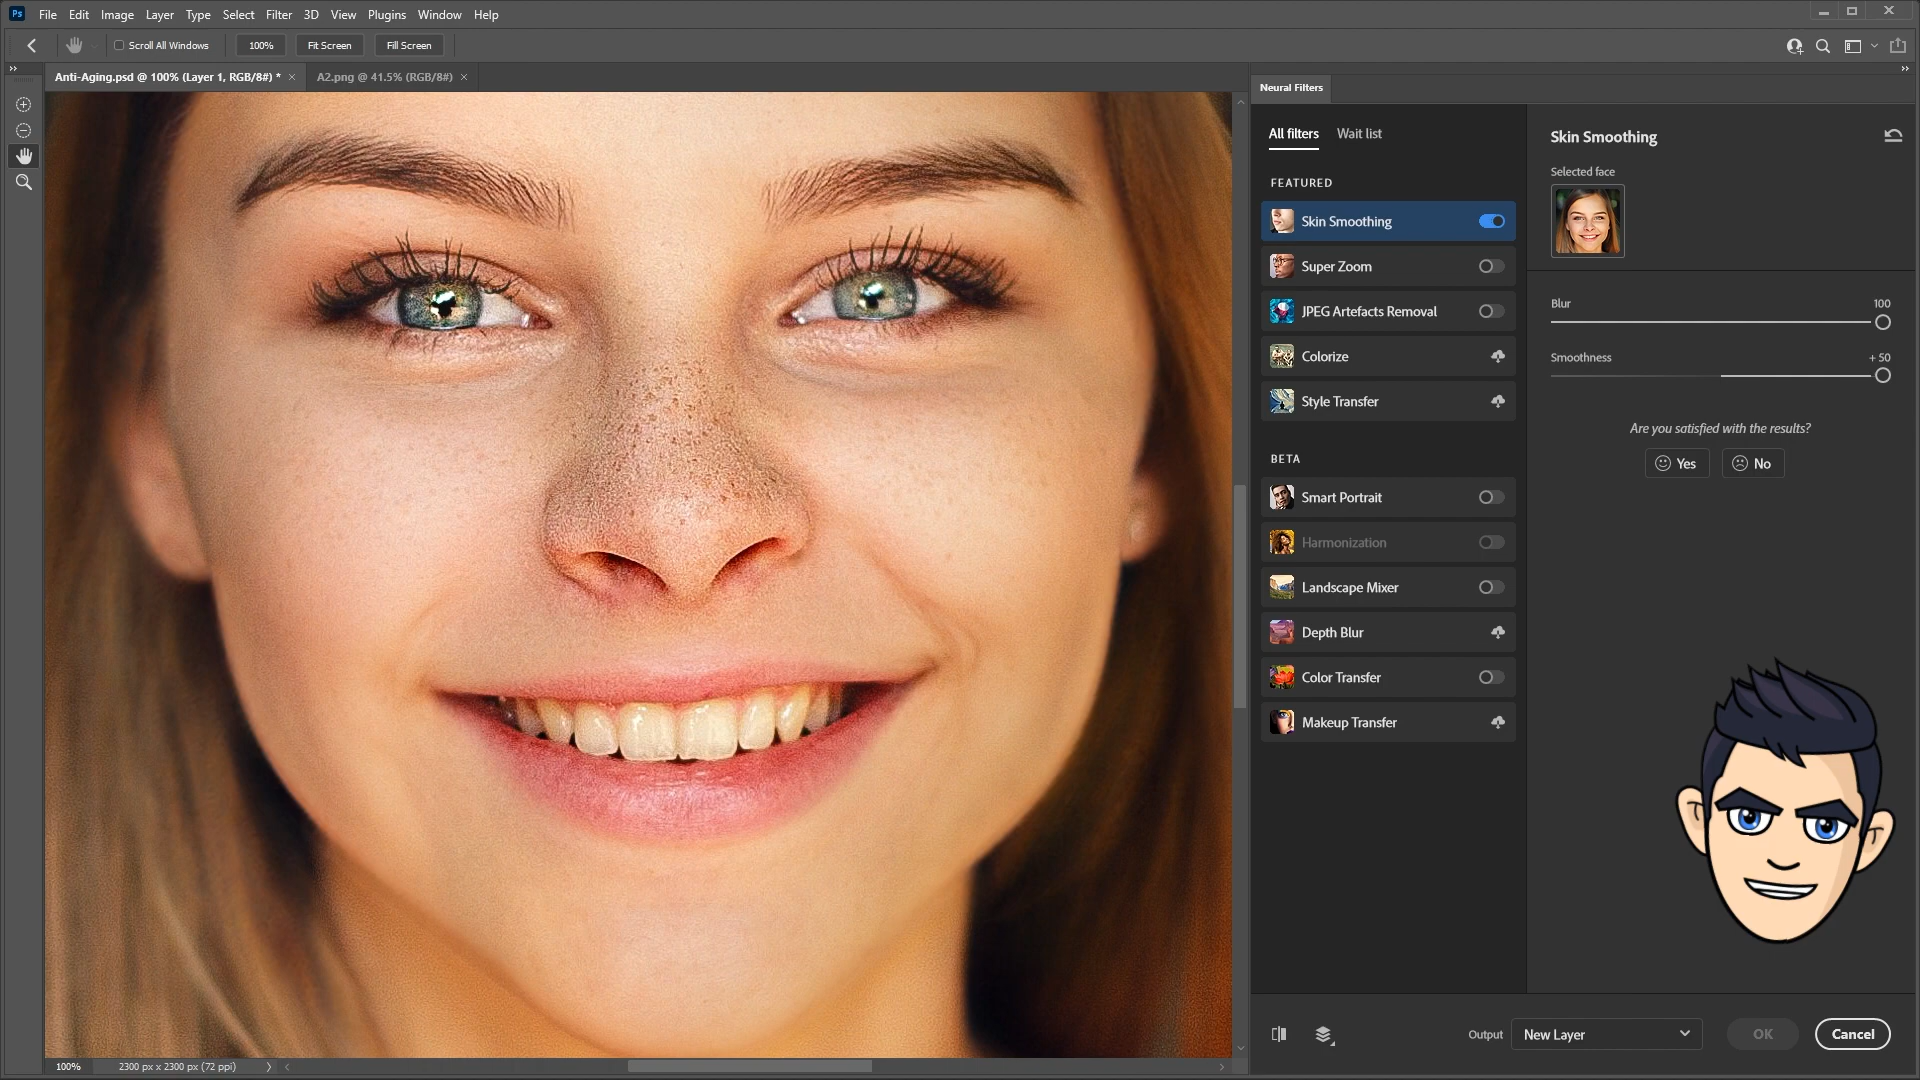 Ps File Edit Image Layer Type Select Filter 3D View Plugins Window Help
Scroll All Windows 100% Fit Screen Fill Screen
Anti-Aging.psd @ 100% (Layer 1, RGB/8#) * × A2.png @ 41.5% (RGB/8#) ×
Neural Filters
All filters Wait list
FEATURED
Skin Smoothing
Super Zoom
JPEG Artefacts Removal
Colorize
Style Transfer
BETA
Smart Portrait
Harmonization
Landscape Mixer
Depth Blur
Color Transfer
Makeup Transfer
Skin Smoothing
Selected face
Blur 100
Smoothness + 50
Are you satisfied with the results?
Yes No
Output New Layer OK Cancel
100% 2300 px x 2300 px (72 ppi)